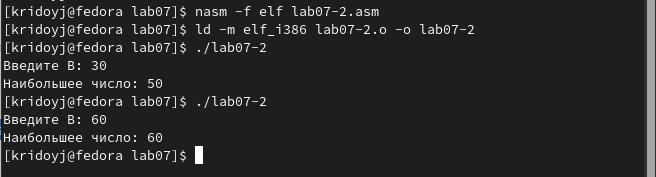 [kridoyj@fedora lab07]$ nasm -f elf lab07-2.asm
[kridoyj@fedora lab07]$ ld -m elf_i386 lab07-2.o -o lab07-2
[kridoyj@fedora lab07]$ ./lab07-2
Введите B: 30
Наибольшее число: 50
[kridoyj@fedora lab07]$ ./lab07-2
Введите B: 60
Наибольшее число: 60
[kridoyj@fedora lab07]$